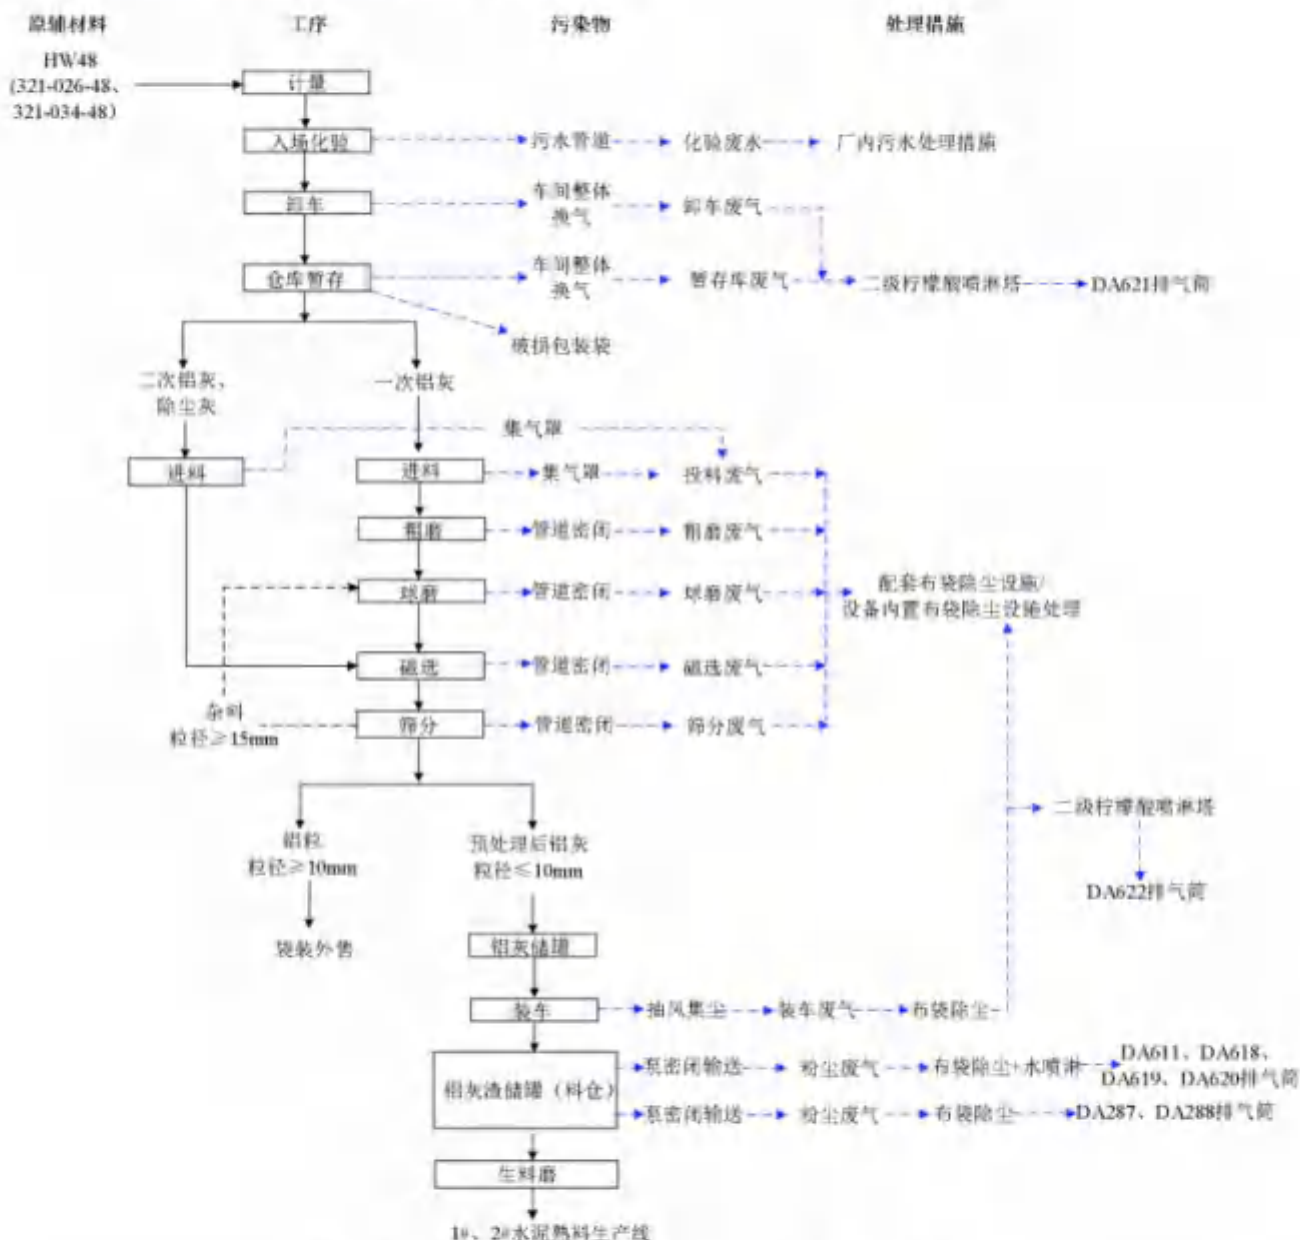 原辅材料
工序
污染物
处理措施
HW48
(321-026-48、
321-034-48)
计量
入场化验
污水管道
化验废水
厂内污水处理措施
卸车
车间整体
换气
卸车废气
仓库暂存
车间整体
换气
暂存库废气
二级柠檬酸喷淋塔
DA621排气筒
破损包装袋
二次铝灰、
除尘灰
一次铝灰
集气罩
进料
进料
集气罩
投料废气
粗磨
管道密闭
粗磨废气
球磨
管道密闭
球磨废气
配套布袋除尘设施/
设备内置布袋除尘设施处理
磁选
管道密闭
磁选废气
杂料
粒径≥15mm
筛分
管道密闭
筛分废气
铝粒
粒径≥10mm
预处理后铝灰
粒径≤10mm
二级柠檬酸喷淋塔
DA622排气筒
袋装外售
铝灰储罐
装车
抽风集尘
装车废气
布袋除尘
铝灰渣储罐（料仓）
泵密闭输送
粉尘废气
布袋除尘+水喷淋
DA611、DA618、
DA619、DA620排气筒
泵密闭输送
粉尘废气
布袋除尘
DA287、DA288排气筒
生料磨
1#、2#水泥熟料生产线